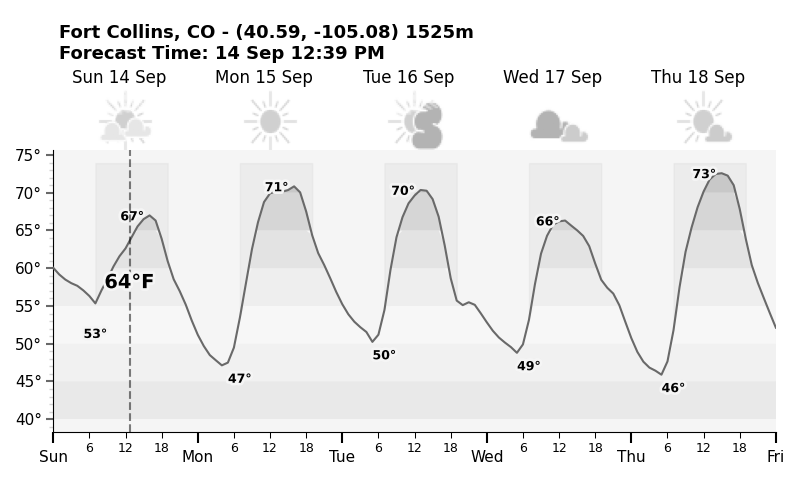 Fort Collins, CO - (40.59, -105.08) 1525m
Forecast Time: 14 Sep 12:39 PM
Sun 14 Sep Mon 15 Sep Tue 16 Sep Wed 17 Sep Thu 18 Sep
75°
70°
65°
60°
55°
50°
45°
40°
67° 71° 70° 66° 73°
64°F
53° 47° 50° 49° 46°
6 12 18 6 12 18 6 12 18 6 12 18 6 12 18
Sun Mon Tue Wed Thu Fri